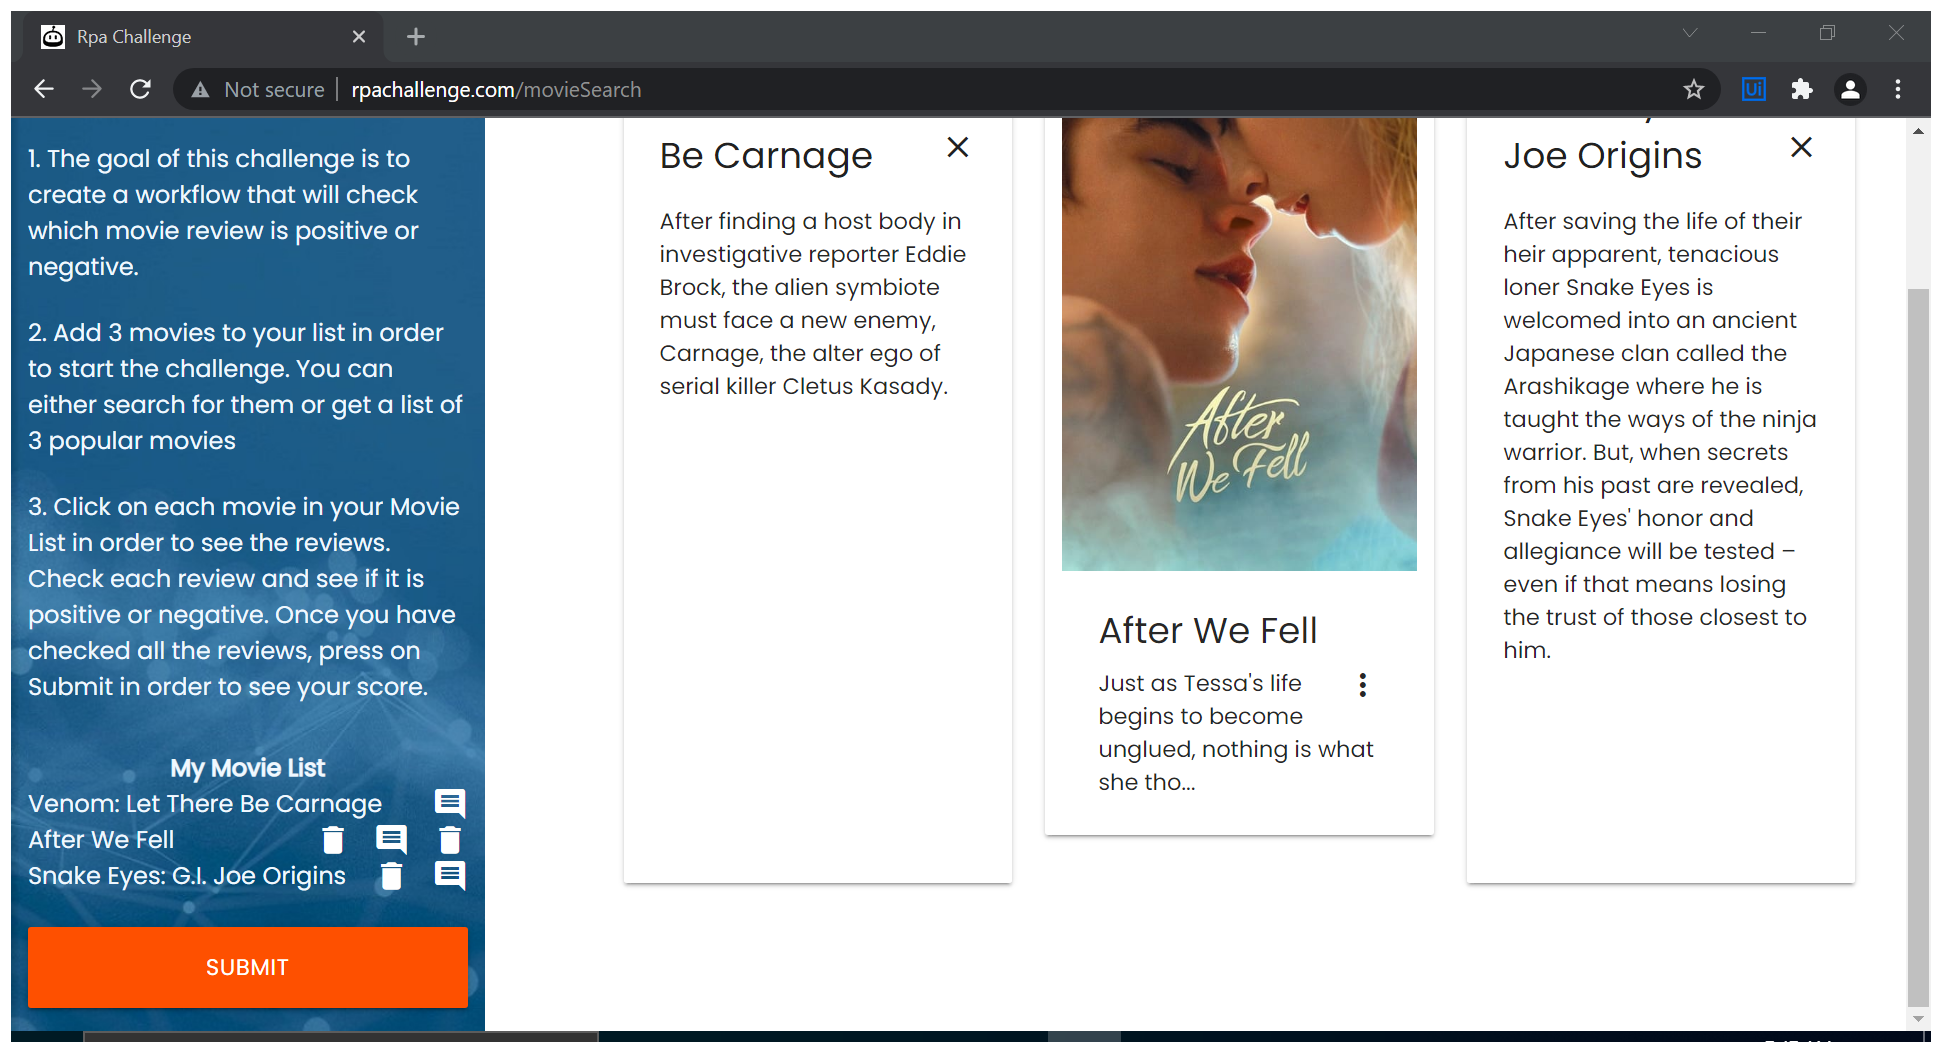 Rpa Challenge
Not secure | rpachallenge.com/movieSearch
Ui
1. The goal of this challenge is to
create a workflow that will check
which movie review is positive or
negative.
2. Add 3 movies to your list in order
to start the challenge. You can
either search for them or get a list of
3 popular movies
3. Click on each movie in your Movie
List in order to see the reviews.
Check each review and see if it is
positive or negative. Once you have
checked all the reviews, press on
Submit in order to see your score.
My Movie List
Venom: Let There Be Carnage
After We Fell
Snake Eyes: G.I. Joe Origins
SUBMIT
Be Carnage
After finding a host body in
investigative reporter Eddie
Brock, the alien symbiote
must face a new enemy,
Carnage, the alter ego of
serial killer Cletus Kasady.
After
We Fell
After We Fell
Just as Tessa's life
begins to become
unglued, nothing is what
she tho...
Joe Origins
After saving the life of their
heir apparent, tenacious
loner Snake Eyes is
welcomed into an ancient
Japanese clan called the
Arashikage where he is
taught the ways of the ninja
warrior. But, when secrets
from his past are revealed,
Snake Eyes' honor and
allegiance will be tested –
even if that means losing
the trust of those closest to
him.